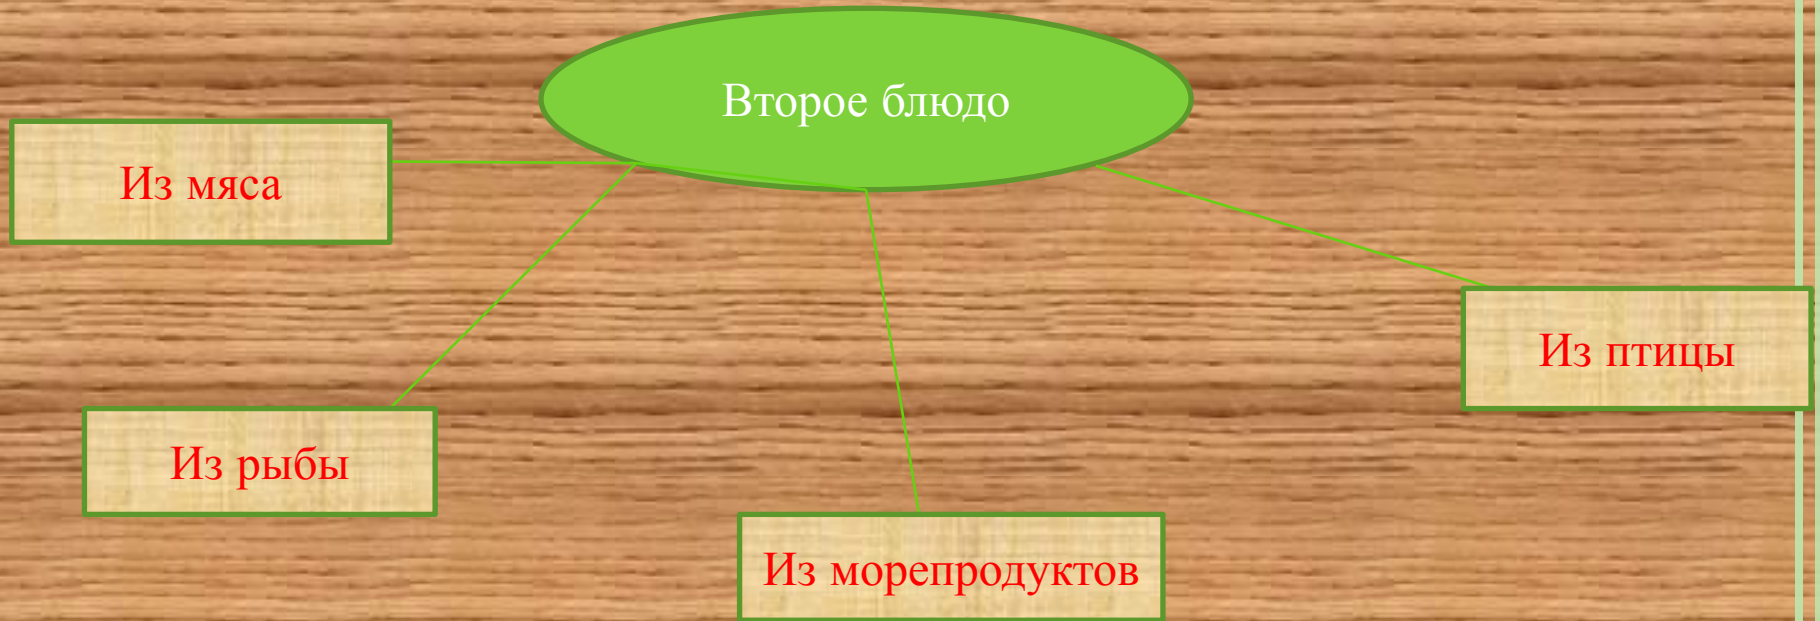 Второе блюдо
Из мяса
Из птицы
Из рыбы
Из морепродуктов